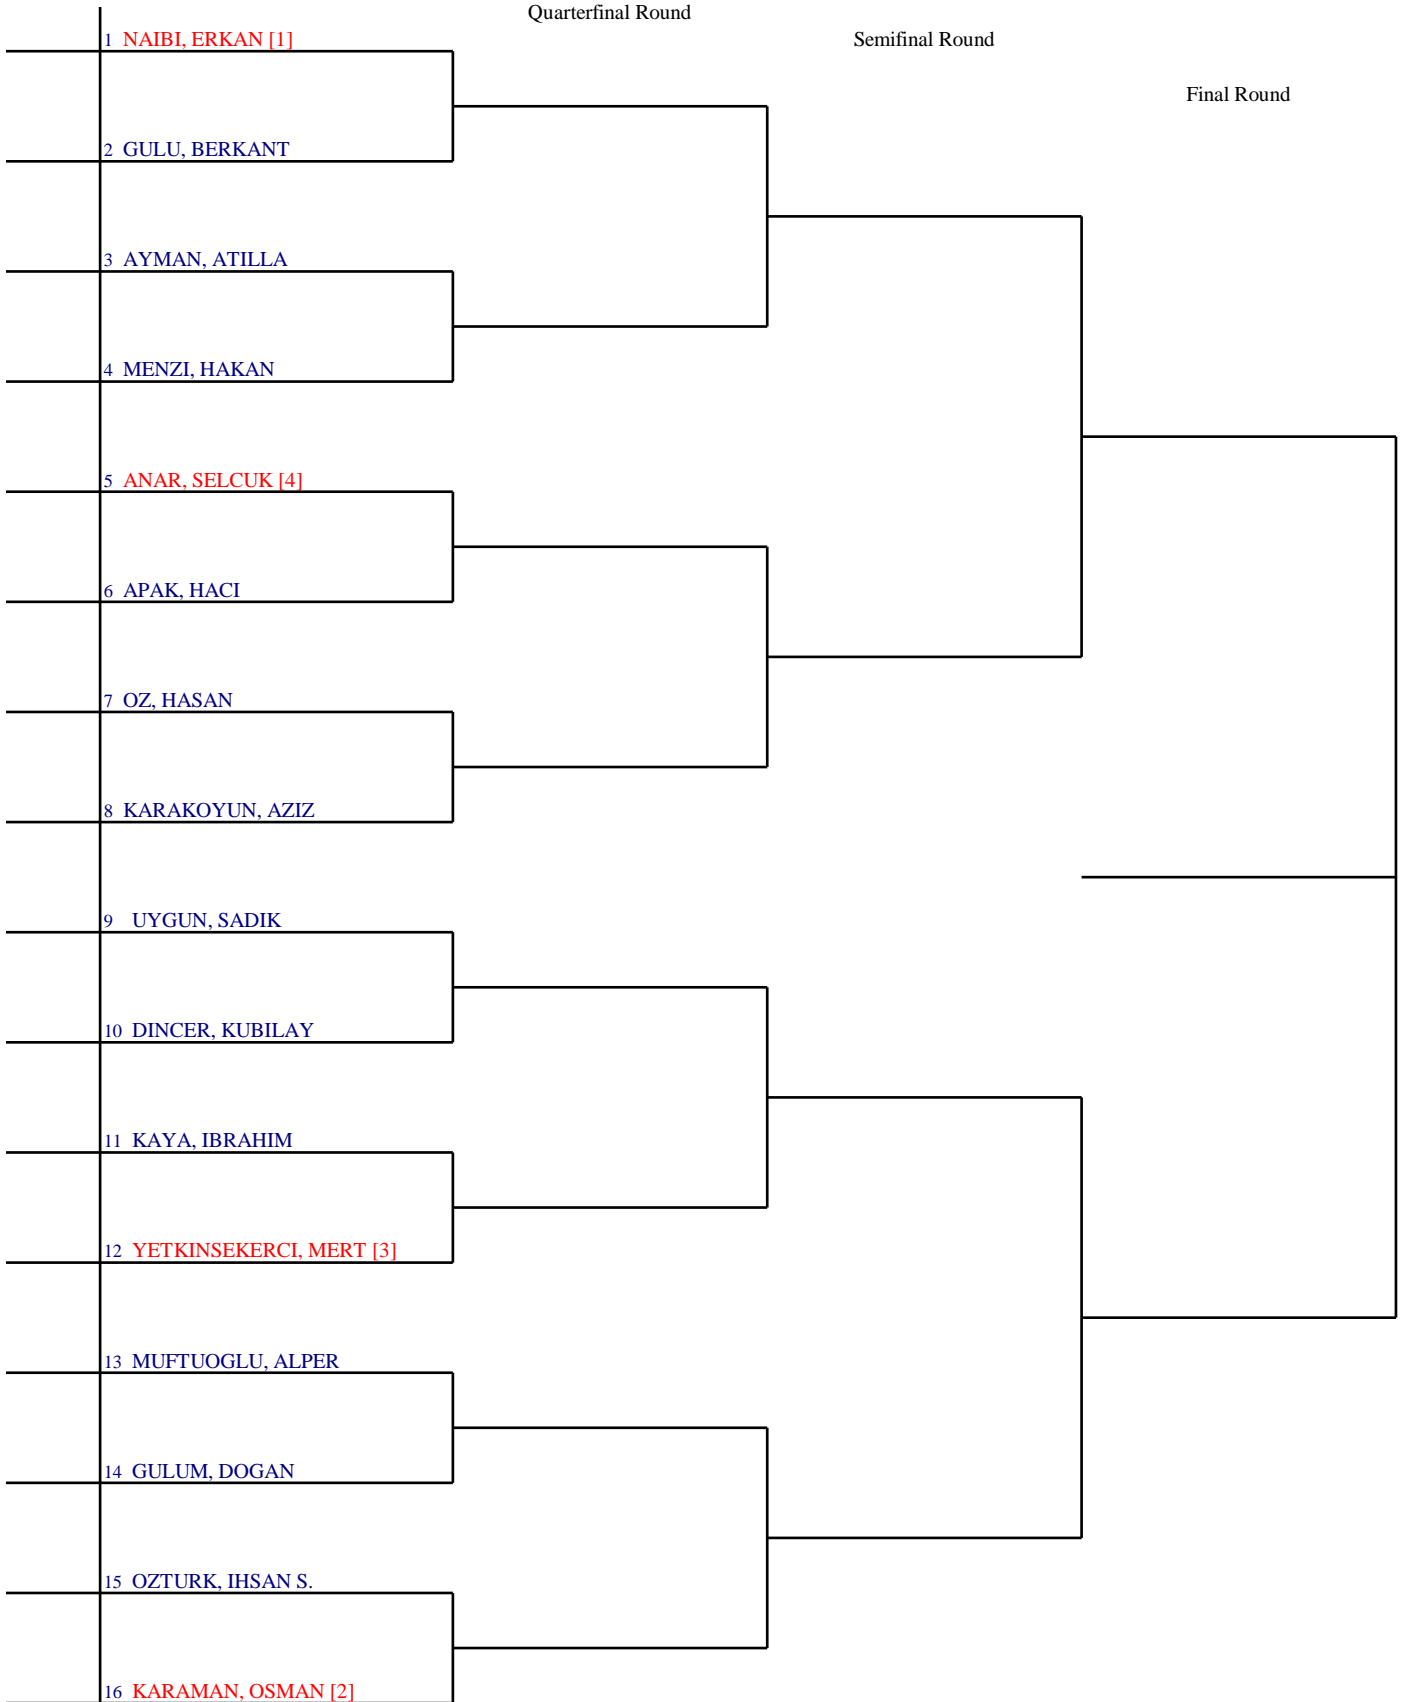 Quarterfinal Round
Semifinal Round
Final Round
1 NAIBI, ERKAN [1]
2 GULU, BERKANT
3 AYMAN, ATILLA
4 MENZI, HAKAN
5 ANAR, SELCUK [4]
6 APAK, HACI
7 OZ, HASAN
8 KARAKOYUN, AZIZ
9 UYGUN, SADIK
10 DINCER, KUBILAY
11 KAYA, IBRAHIM
12 YETKINSEKERCI, MERT [3]
13 MUFTUOGLU, ALPER
14 GULUM, DOGAN
15 OZTURK, IHSAN S.
16 KARAMAN, OSMAN [2]